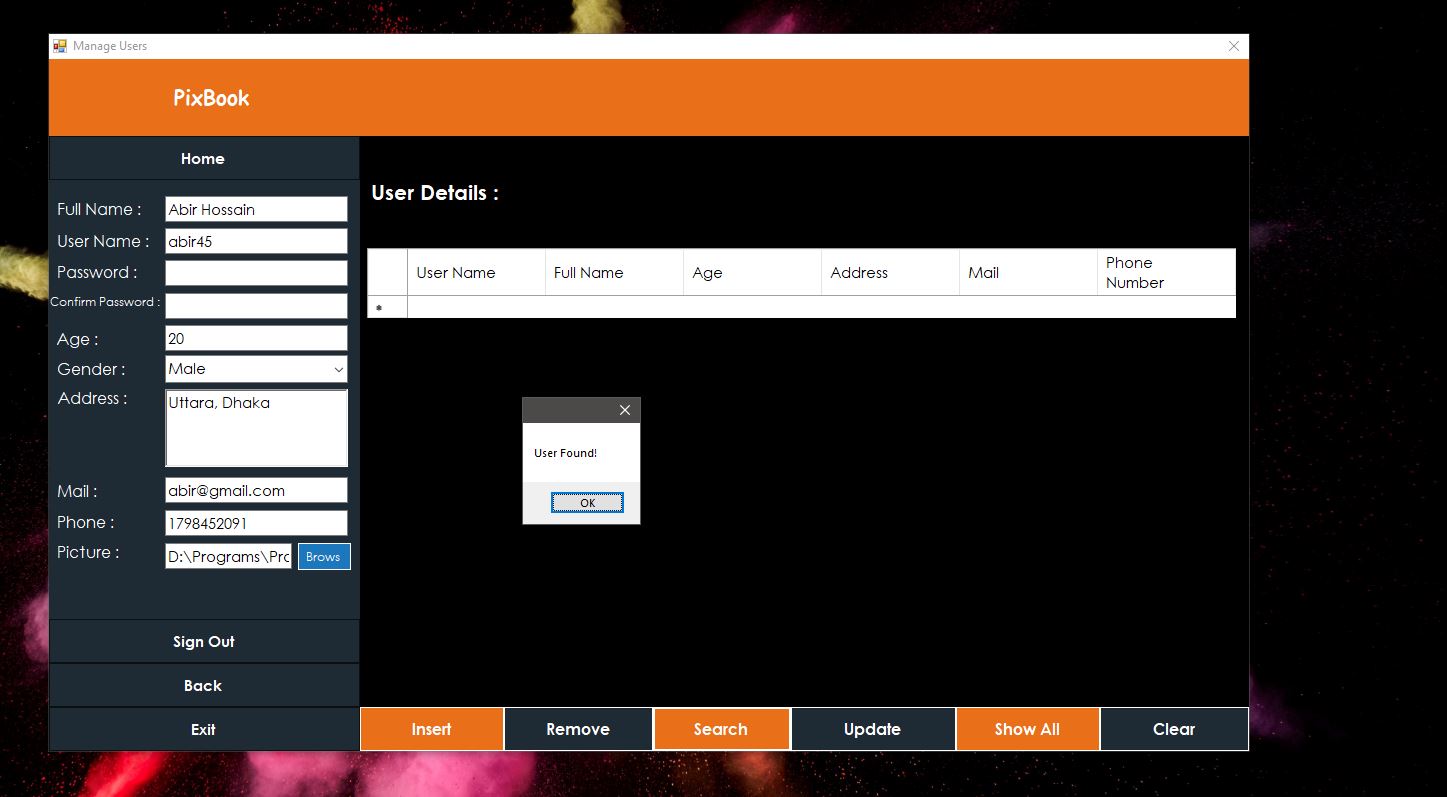 Manage Users
PixBook
Home
Full Name : Abir Hossain
User Name : abir45
Password :
Confirm Password :
Age : 20
Gender : Male
Address : Uttara, Dhaka
Mail : abir@gmail.com
Phone : 1798452091
Picture : D:\Programs\Prc Brows
Sign Out
Back
Exit
User Details :
User Name Full Name Age Address Mail Phone
Number
*
User Found!
OK
Insert Remove Search Update Show All Clear